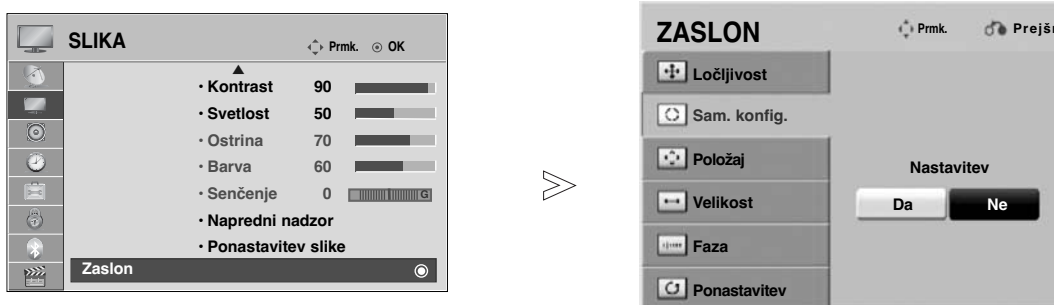 SLIKA
Prmk. OK
• Kontrast 90
• Svetlost 50
• Ostrina 70
• Barva 60
• Senčenje 0 G
• Napredni nadzor
• Ponastavitev slike
Zaslon
ZASLON
Prmk. Prejšn
Ločljivost
Sam. konfig.
Položaj
Velikost
Faza
Ponastavitev
Nastavitev
Da Ne